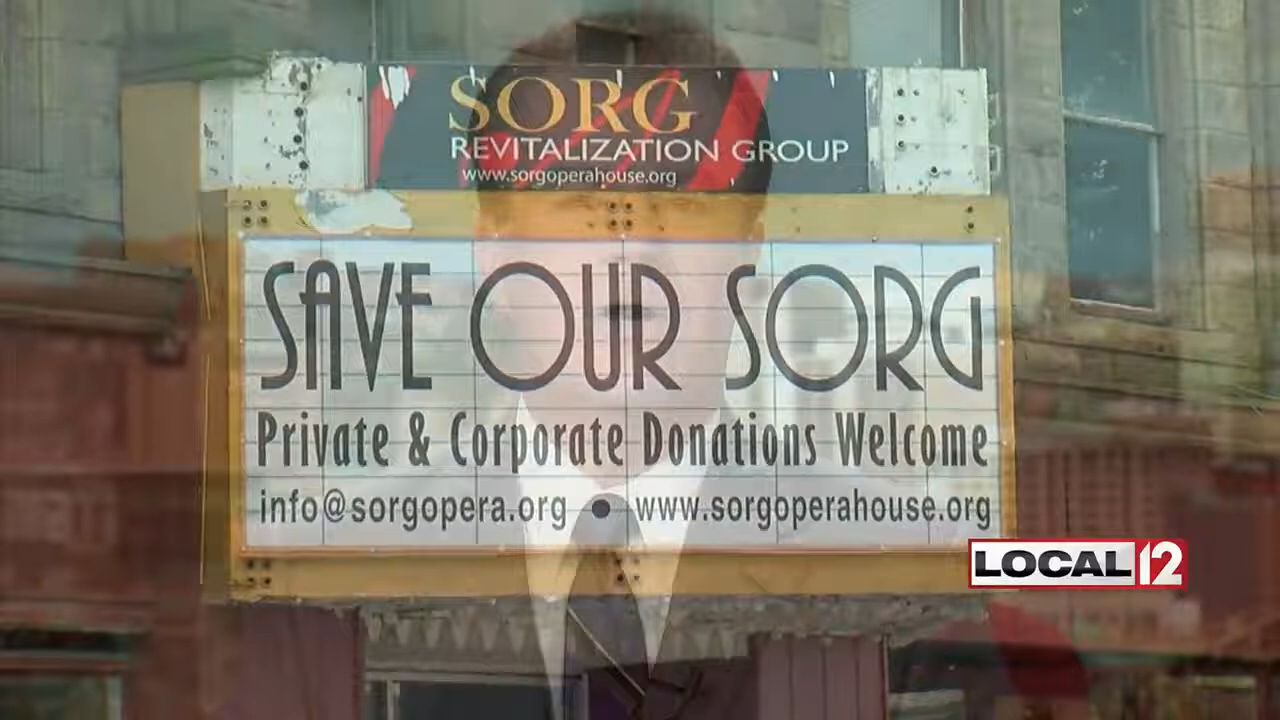 SORG
REVITALIZATION GROUP
www.sorgoperahouse.org
SAVE OUR SORG
Private & Corporate Donations Welcome
info@sorgopera.org • www.sorgoperahouse.org
LOCAL 12